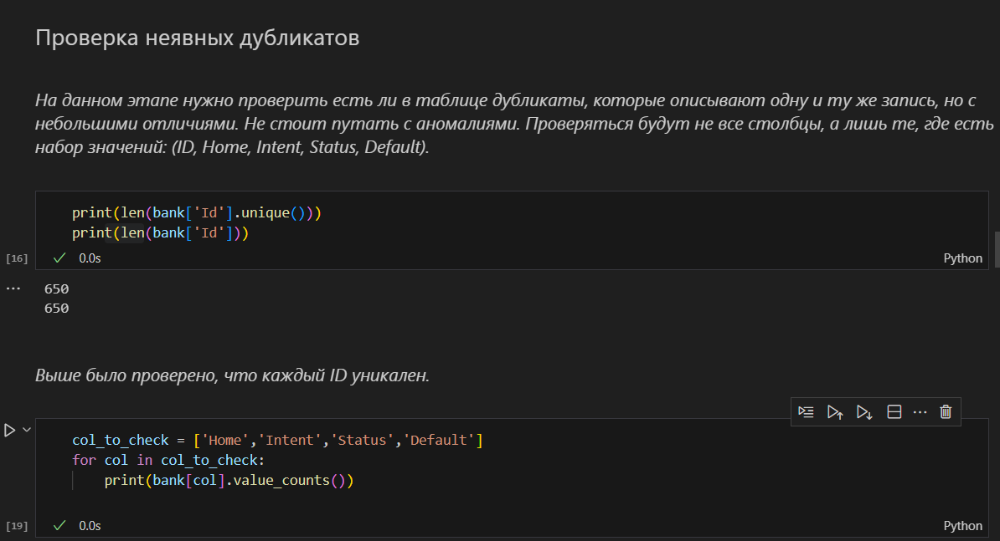 Проверка неявных дубликатов
На данном этапе нужно проверить есть ли в таблице дубликаты, которые описывают одну и ту же запись, но с
небольшими отличиями. Не стоит путать с аномалиями. Проверяться будут не все столбцы, а лишь те, где есть
набор значений: (ID, Home, Intent, Status, Default).
print(len(bank['Id'].unique()))
print(len(bank['Id']))
[16]
0.0s
Python
650
650
Выше было проверено, что каждый ID уникален.
col_to_check = ['Home','Intent','Status','Default']
for col in col_to_check:
    print(bank[col].value_counts())
[19]
0.0s
Python